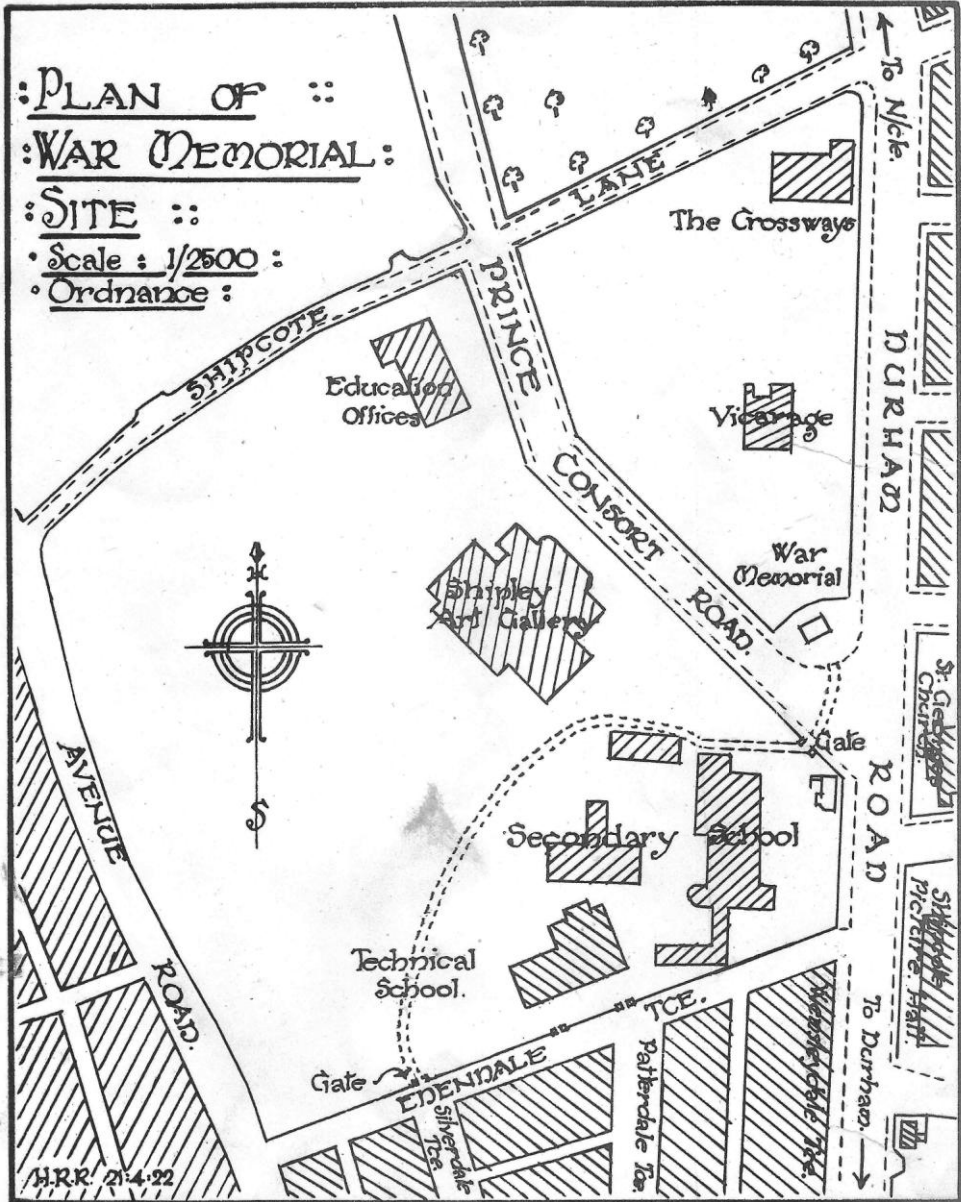 : PLAN OF ::
: WAR MEMORIAL :
: SITE ::
• Scale : 1/2500 :
• Ordnance :
To N/cle.
LANE
The Crossways
SHIPCOTE
PRINCE
CONSORT
ROAD.
DURHAM
ROAD
Education
Offices
Vicarage
War
Memorial
Shipley
Art Gallery
St. George's
Church.
Gate
S
AVENUE
ROAD.
Secondary School
Picture Hall.
Technical
School.
To Durham.
Gate
EDENDALE
TCE.
Silverdale
Tce
Patterdale Tce
Tce.
H.R.R. 21:4:22